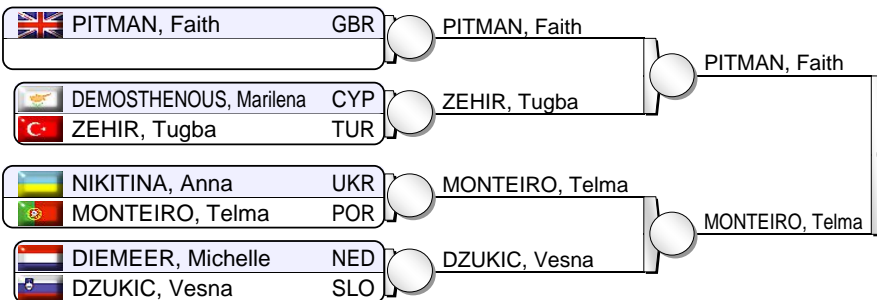 PITMAN, Faith GBR
DEMOSTHENOUS, Marilena CYP
ZEHIR, Tugba TUR
NIKITINA, Anna UKR
MONTEIRO, Telma POR
DIEMEER, Michelle NED
DZUKIC, Vesna SLO
PITMAN, Faith
ZEHIR, Tugba
MONTEIRO, Telma
DZUKIC, Vesna
PITMAN, Faith
MONTEIRO, Telma